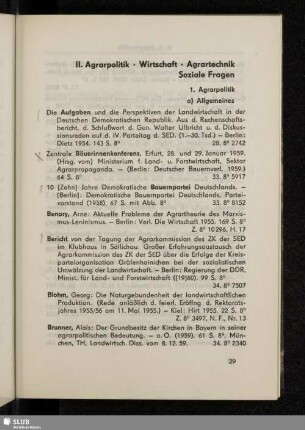 II. Agrarpolitik - Wirtschaft - Agrartechnik
Soziale Fragen
1. Agrarpolitik
a) Allgemeines
Die Aufgaben und die Perspektiven der Landwirtschaft in der
Deutschen Demokratischen Republik. Aus d. Rechenschafts-
bericht, d. Schlußwort d. Gen. Walter Ulbricht u. d. Diskus-
sionsreden auf d. IV. Parteitag d. SED. (1.–30. Tsd.) – Berlin:
Dietz 1954. 143 S. 8° 28. 8° 2742
Zentrale Bäuerinnenkonferenz. Erfurt, 28. und 29. Januar 1959.
(Hrsg. vom) Ministerium f. Land- u. Forstwirtschaft, Sektor
Agrarpropaganda. – (Berlin: Deutscher Bauernverl. 1959.)
64 S. 8° 33. 8° 5917
10 (Zehn) Jahre Demokratische Bauernpartei Deutschlands. –
(Berlin): Demokratische Bauernpartei Deutschlands, Partei-
vorstand (1958). 67 S. mit Abb. 8° 33. 8° 8152
Benary, Arne: Aktuelle Probleme der Agrartheorie des Marxis-
mus-Leninismus. – Berlin: Verl. Die Wirtschaft 1955. 169 S. 8°
Z. 8° 10296, H. 17
Bericht von der Tagung der Agrarkommission des ZK der SED
im Klubhaus in Sillichau. Großer Erfahrungsaustausch der
Agrarkommission des ZK der SED über die Erfolge der Kreis-
parteiorganisation Gräfenhainichen bei der sozialistischen
Umwälzung der Landwirtschaft. – Berlin: Regierung der DDR,
Minist. für Land- und Forstwirtschaft ([19]60). 99 S. 8°
34. 8° 7507
Blohm, Georg: Die Naturgebundenheit der landwirtschaftlichen
Produktion. (Rede anläßlich d. feierl. Eröffng d. Rektorats-
jahres 1955/56 am 11. Mai 1955.) – Kiel: Hirt 1955. 22 S. 8°
Z. 8° 3497, N. F., Nr. 13
Brunner, Alois: Der Grundbesitz der Kirchen in Bayern in seiner
agrarpolitischen Bedeutung. – o. O. (1959). 61 S. 8° Mün-
chen, TH, Landwirtsch. Diss. vom 8. 12. 59. 34. 8° 2340
29
SLUB